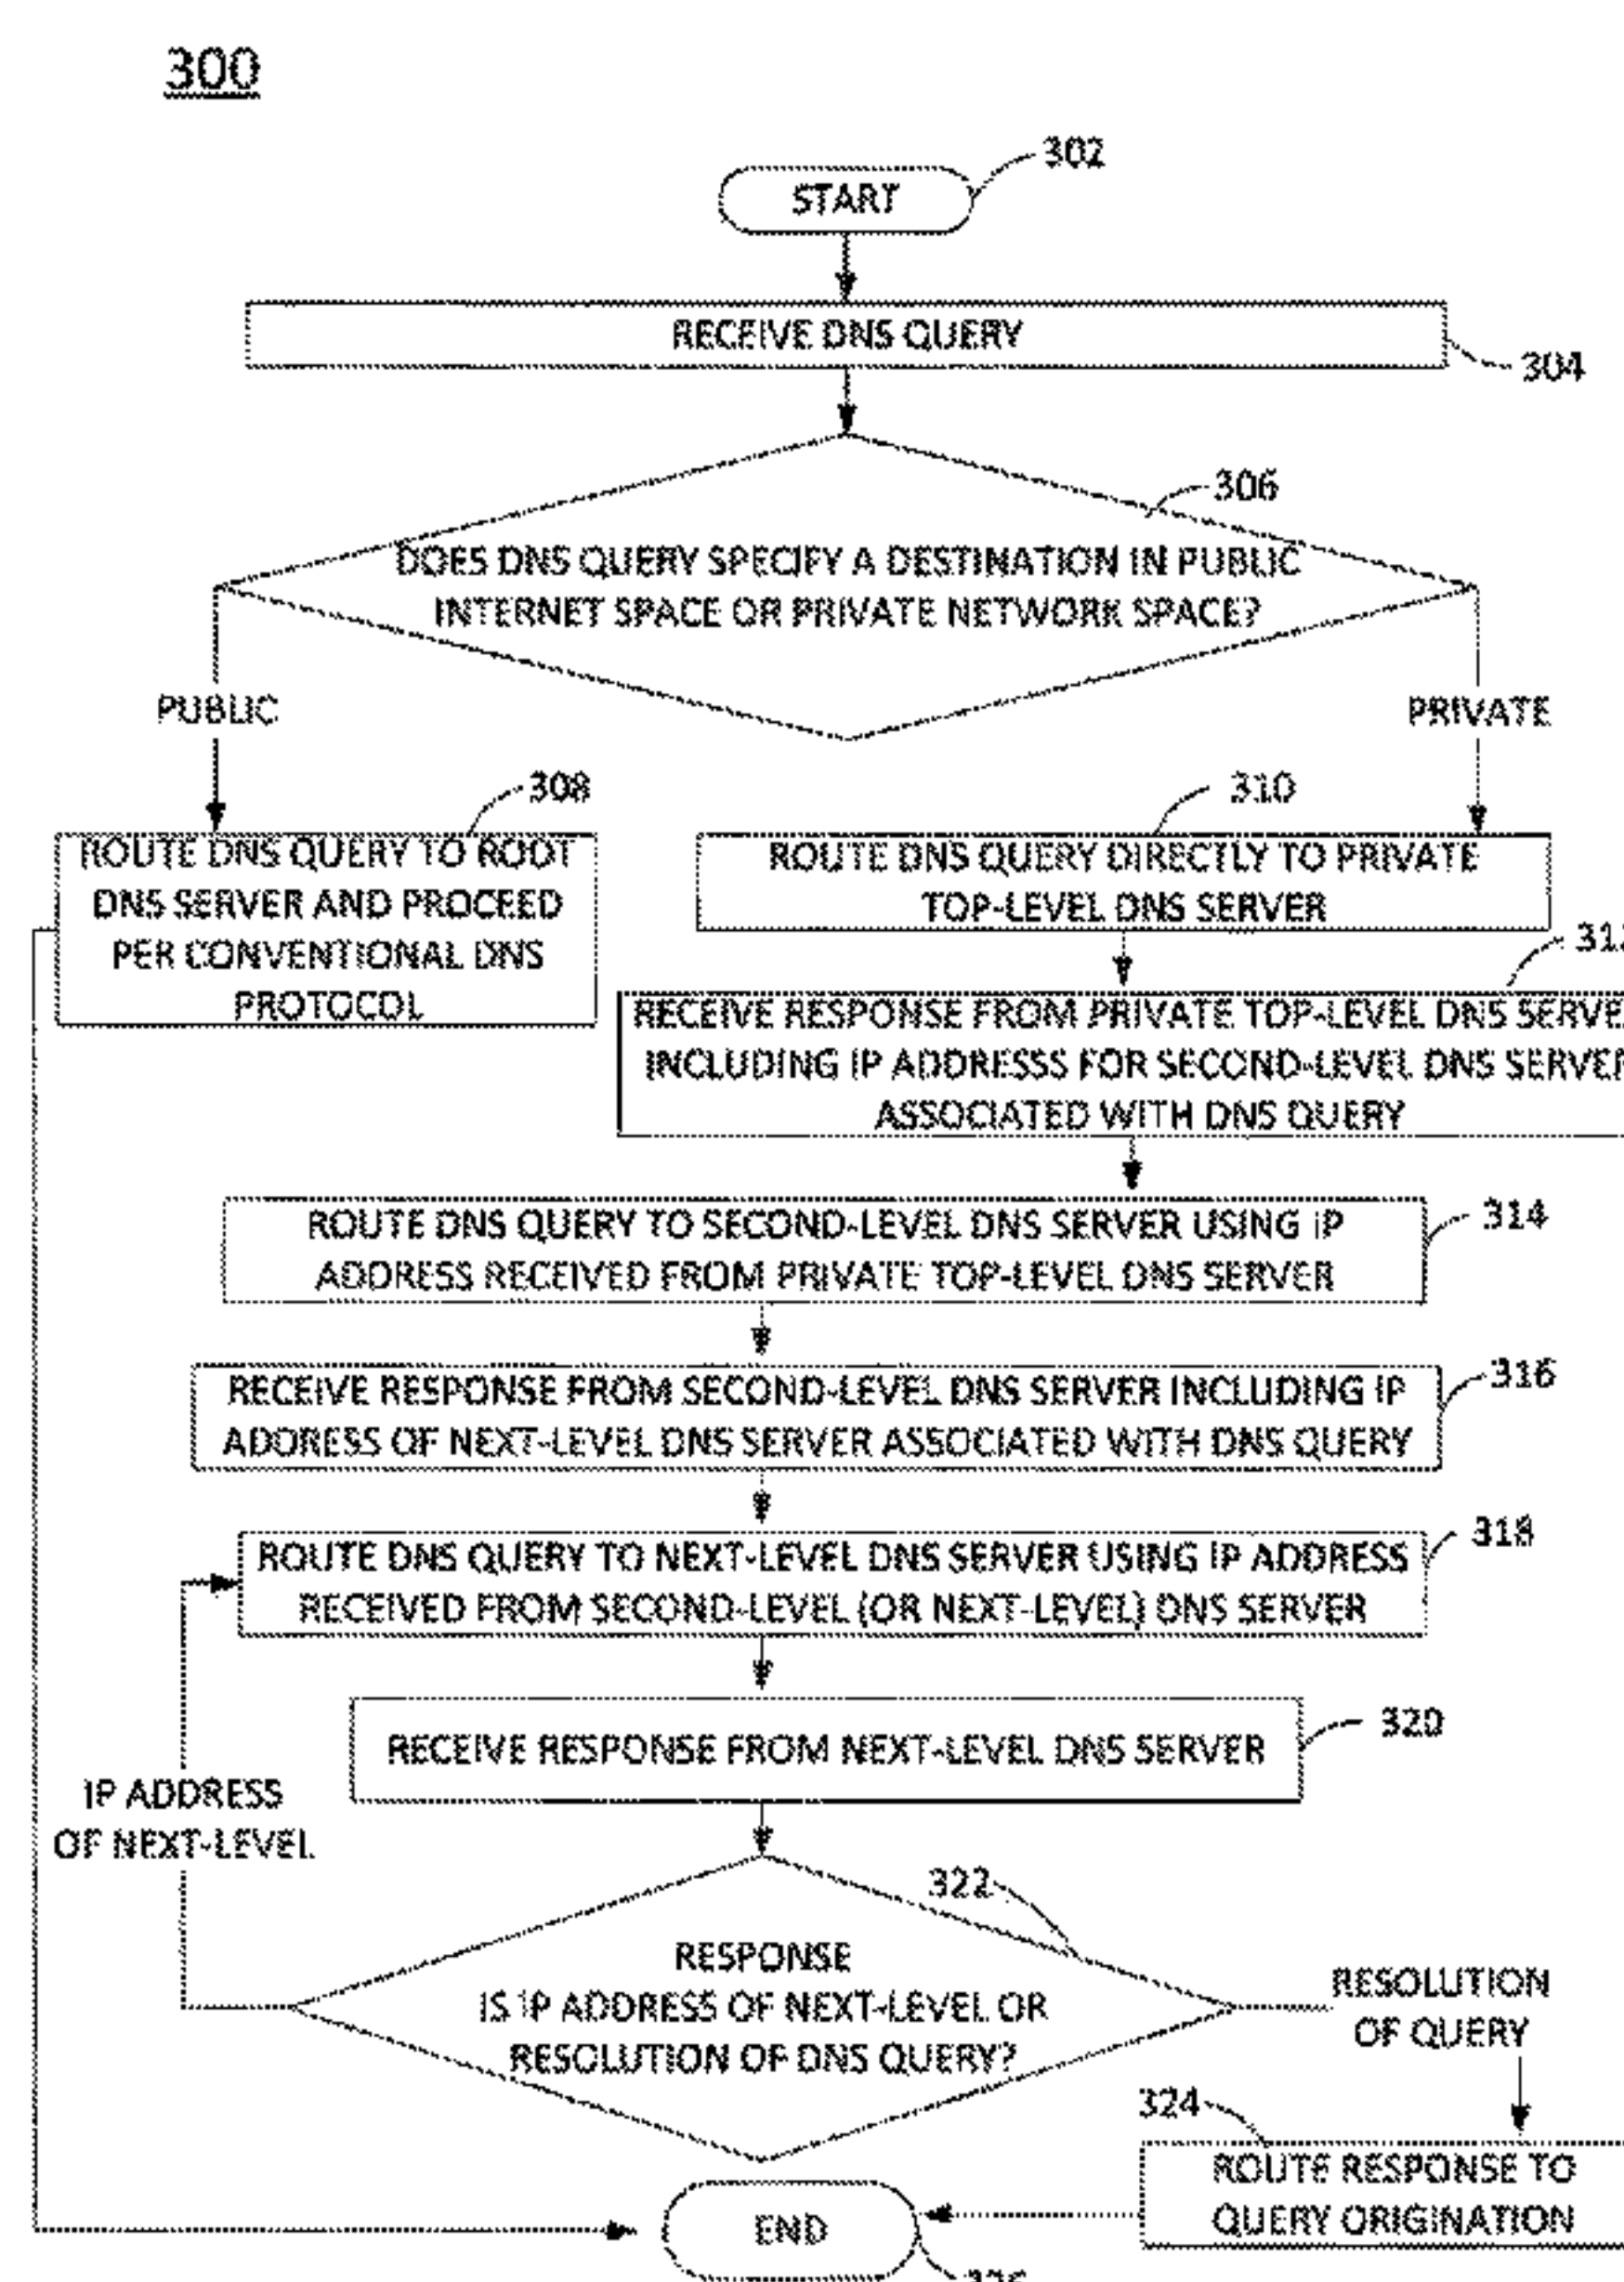 300
302
START
RECEIVE DNS QUERY
304
306
DOES DNS QUERY SPECIFY A DESTINATION IN PUBLIC
INTERNET SPACE OR PRIVATE NETWORK SPACE?
PUBLIC
PRIVATE
308
310
ROUTE DNS QUERY TO ROOT
DNS SERVER AND PROCEED
PER CONVENTIONAL DNS
PROTOCOL
ROUTE DNS QUERY DIRECTLY TO PRIVATE
TOP-LEVEL DNS SERVER
RECEIVE RESPONSE FROM PRIVATE TOP-LEVEL DNS SERVE
INCLUDING IP ADDRESSS FOR SECOND-LEVEL DNS SERVER
ASSOCIATED WITH DNS QUERY
ROUTE DNS QUERY TO SECOND-LEVEL DNS SERVER USING IP
ADDRESS RECEIVED FROM PRIVATE TOP-LEVEL DNS SERVER
314
RECEIVE RESPONSE FROM SECOND-LEVEL DNS SERVER INCLUDING IP
ADDRESS OF NEXT-LEVEL DNS SERVER ASSOCIATED WITH DNS QUERY
316
ROUTE DNS QUERY TO NEXT-LEVEL DNS SERVER USING IP ADDRESS
RECEIVED FROM SECOND-LEVEL (OR NEXT-LEVEL) DNS SERVER
318
RECEIVE RESPONSE FROM NEXT-LEVEL DNS SERVER
320
IP ADDRESS
OF NEXT-LEVEL
322
RESPONSE
IS IP ADDRESS OF NEXT-LEVEL OR
RESOLUTION OF DNS QUERY?
RESOLUTION
OF QUERY
324
ROUTE RESPONSE TO
QUERY ORIGINATION
END